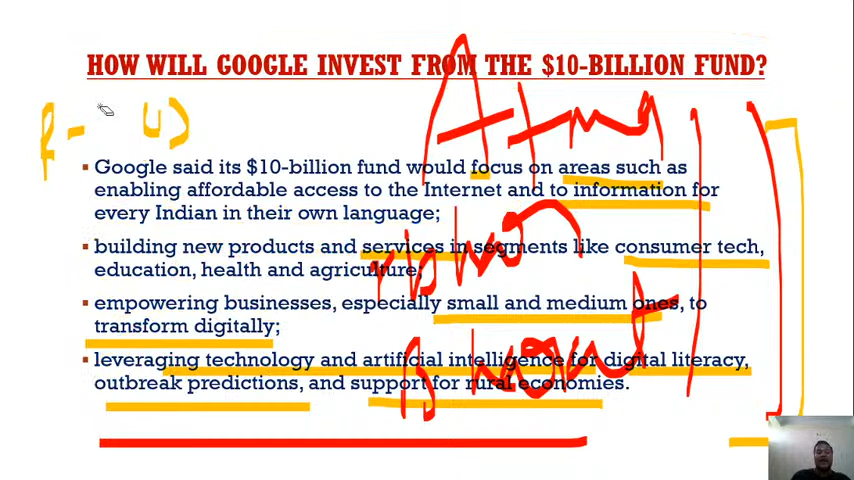 HOW WILL GOOGLE INVEST FROM THE $10-BILLION FUND?
▪ Google said its $10-billion fund would focus on areas such as
enabling affordable access to the Internet and to information for
every Indian in their own language;
▪ building new products and services in segments like consumer tech,
education, health and agriculture;
▪ empowering businesses, especially small and medium ones, to
transform digitally;
▪ leveraging technology and artificial intelligence for digital literacy,
outbreak predictions, and support for rural economies.